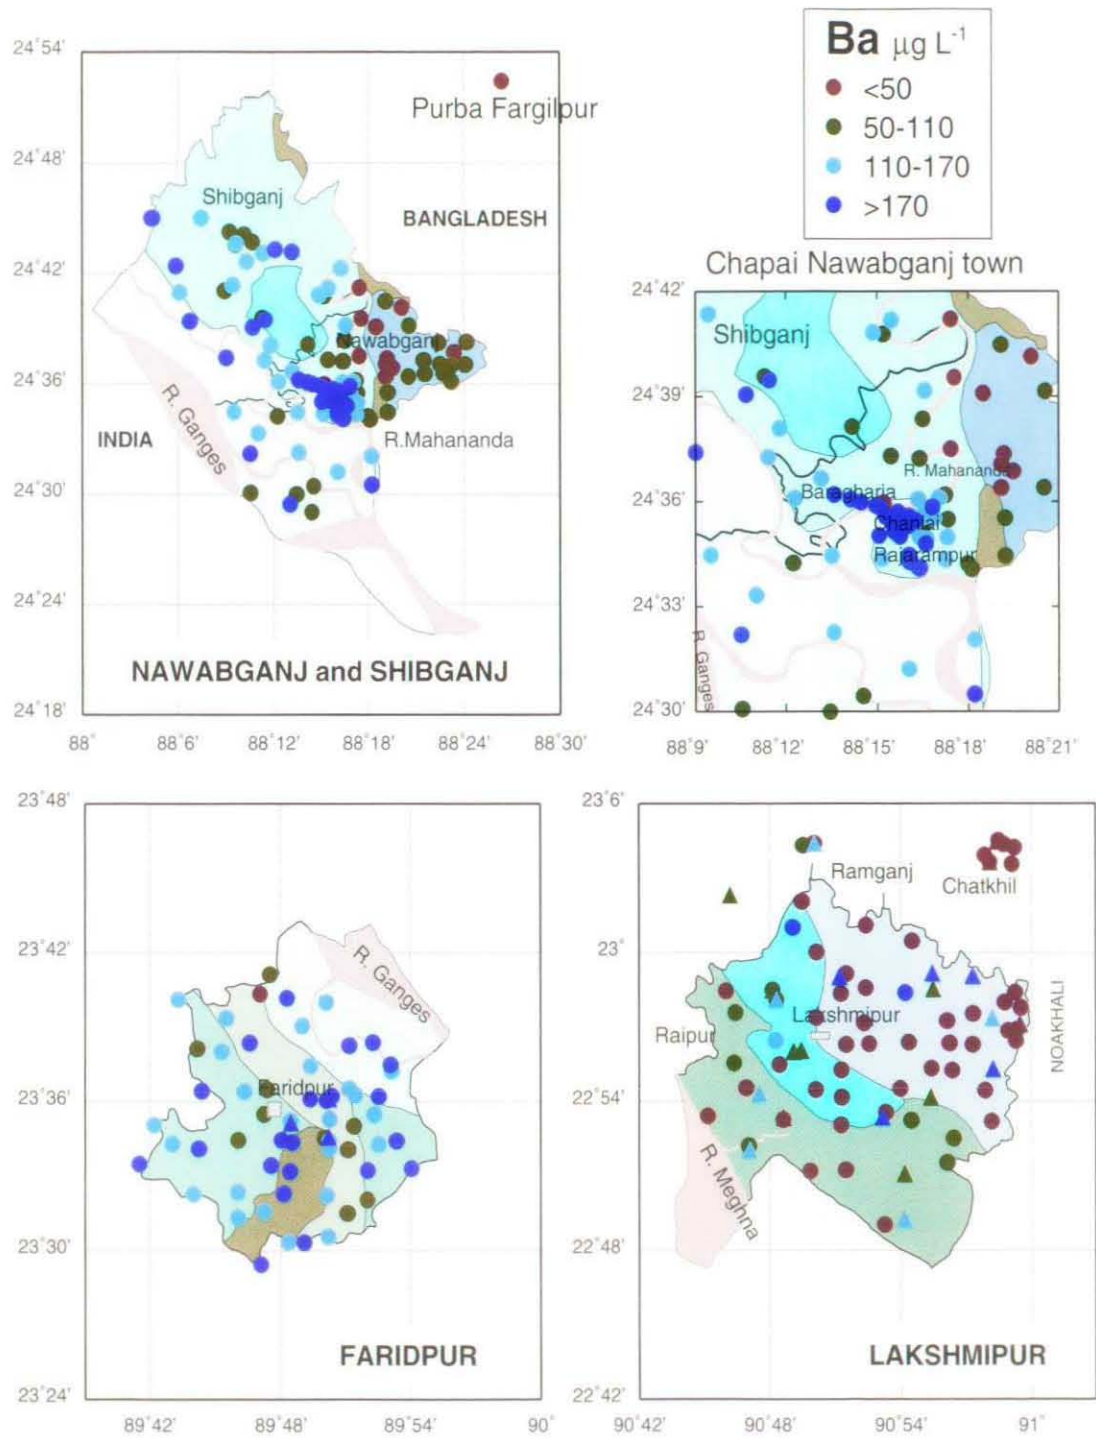 Ba µg L⁻¹
<50
50-110
110-170
>170
24°54'
24°48'
24°42'
24°36'
24°30'
24°24'
24°18'
88°
88°6'
88°12'
88°18'
88°24'
88°30'
Purba Fargilpur
Shibganj
BANGLADESH
Nawabganj
R. Ganges
INDIA
R.Mahananda
NAWABGANJ and SHIBGANJ
Chapai Nawabganj town
24°42'
24°39'
24°36'
24°33'
24°30'
88°9'
88°12'
88°15'
88°18'
88°21'
Shibganj
R. Mahananda
Baragharia
Rajarampur
R. Ganges
23°48'
23°42'
23°36'
23°30'
23°24'
89°42'
89°48'
89°54'
90°
R. Ganges
Faridpur
FARIDPUR
23°6'
23°
22°54'
22°48'
22°42'
90°42'
90°48'
90°54'
91°
Ramganj
Chatkhil
Lakshmipur
Raipur
NOAKHALI
R. Meghna
LAKSHMIPUR